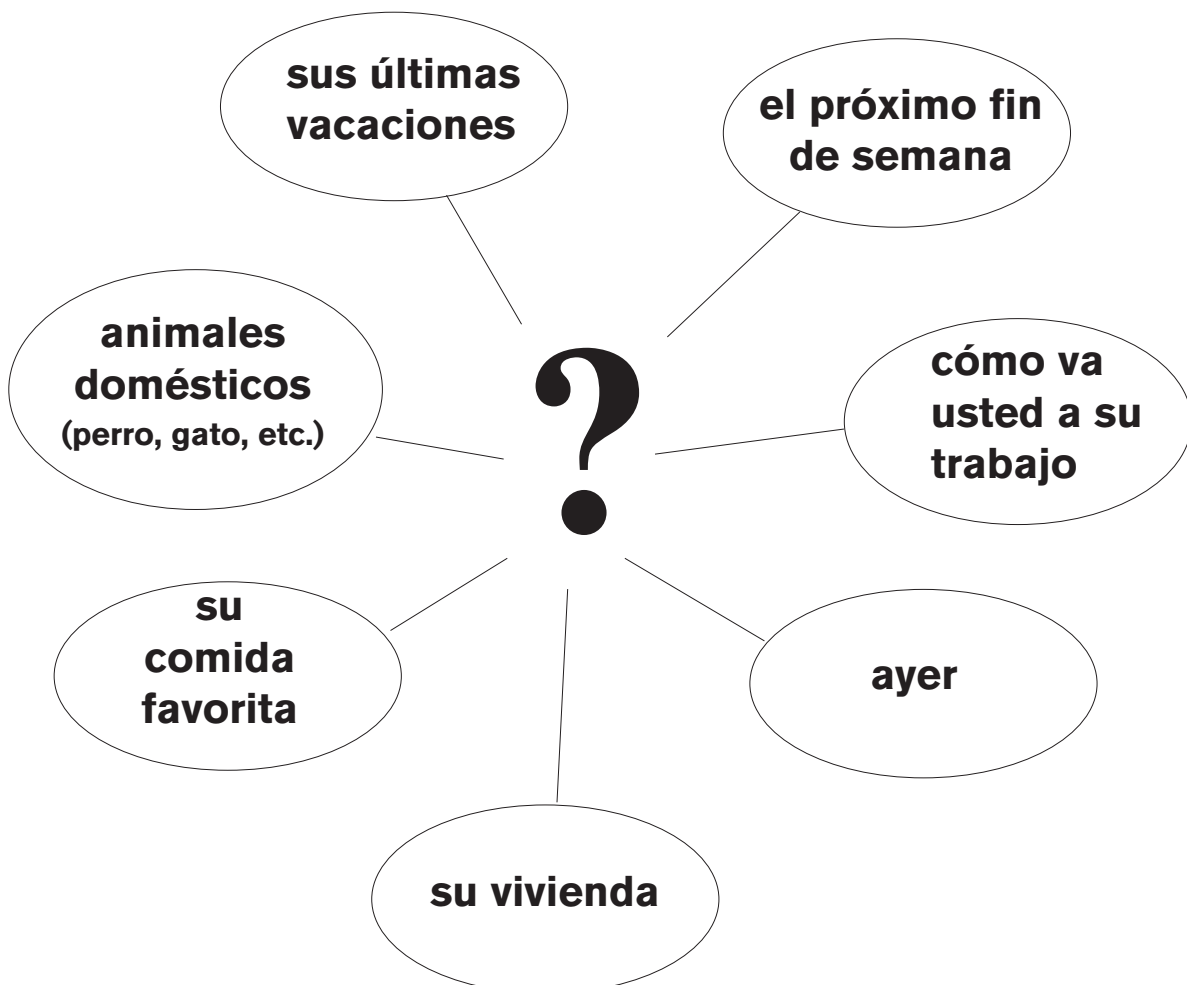 sus últimas
vacaciones
el próximo fin
de semana
animales
domésticos
(perro, gato, etc.)
?
cómo va
usted a su
trabajo
su
comida
favorita
ayer
su vivienda